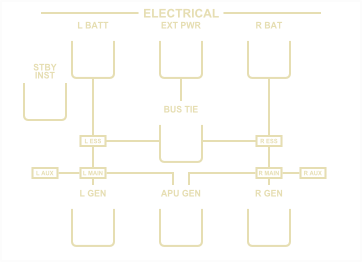 ELECTRICAL
L BATT EXT PWR R BAT
STBY
INST
BUS TIE
L ESS R ESS
L AUX L MAIN R MAIN R AUX
L GEN APU GEN R GEN